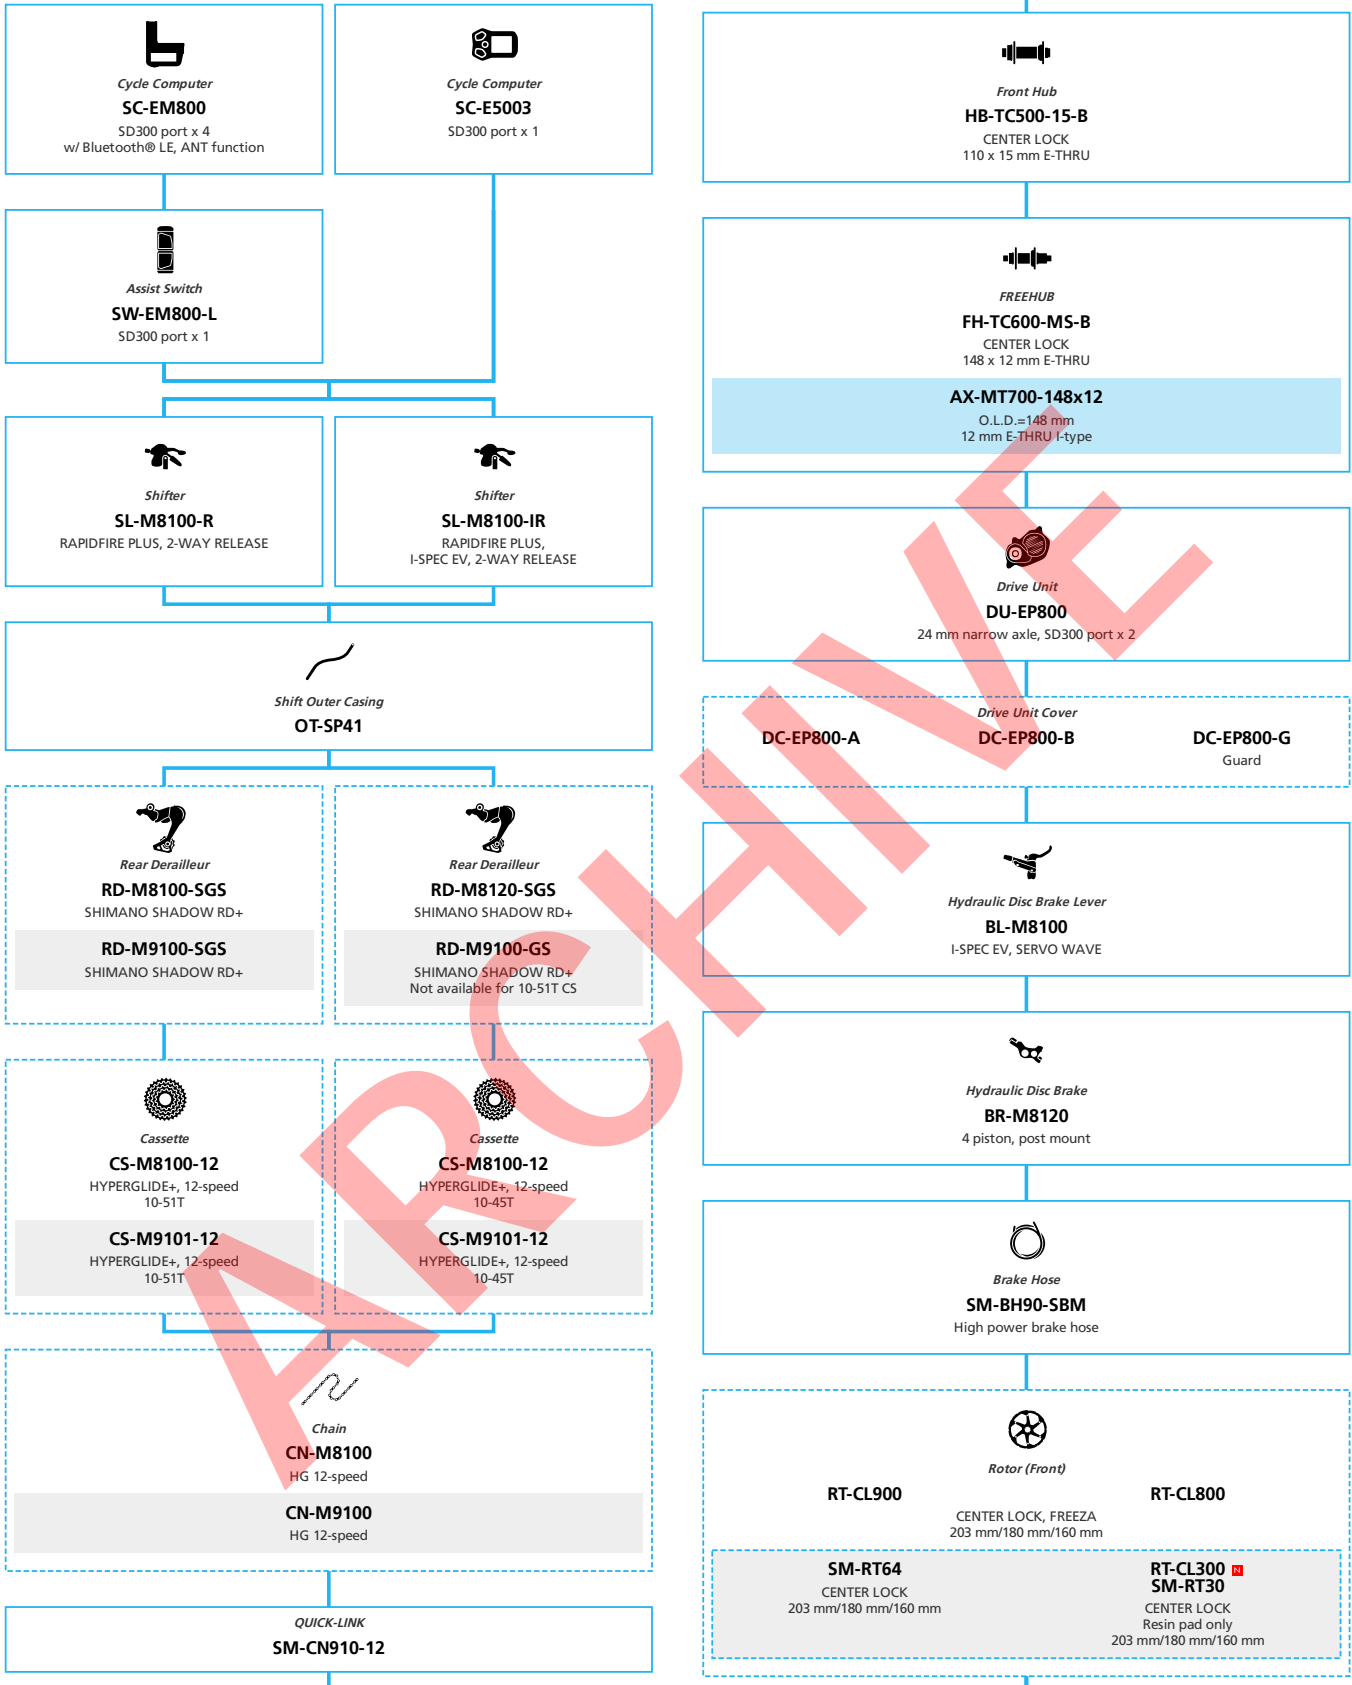 Cycle Computer
SC-EM800
SD300 port x 4
w/ Bluetooth® LE, ANT function
Cycle Computer
SC-E5003
SD300 port x 1
Assist Switch
SW-EM800-L
SD300 port x 1
Shifter
SL-M8100-R
RAPIDFIRE PLUS, 2-WAY RELEASE
Shifter
SL-M8100-IR
RAPIDFIRE PLUS,
I-SPEC EV, 2-WAY RELEASE
Shift Outer Casing
OT-SP41
Rear Derailleur
RD-M8100-SGS
SHIMANO SHADOW RD+
RD-M9100-SGS
SHIMANO SHADOW RD+
Rear Derailleur
RD-M8120-SGS
SHIMANO SHADOW RD+
RD-M9100-GS
SHIMANO SHADOW RD+
Not available for 10-51T CS
Cassette
CS-M8100-12
HYPERGLIDE+, 12-speed
10-51T
CS-M9101-12
HYPERGLIDE+, 12-speed
10-51T
Cassette
CS-M8100-12
HYPERGLIDE+, 12-speed
10-45T
CS-M9101-12
HYPERGLIDE+, 12-speed
10-45T
Chain
CN-M8100
HG 12-speed
CN-M9100
HG 12-speed
QUICK-LINK
SM-CN910-12
Front Hub
HB-TC500-15-B
CENTER LOCK
110 x 15 mm E-THRU
FREEHUB
FH-TC600-MS-B
CENTER LOCK
148 x 12 mm E-THRU
AX-MT700-148x12
O.L.D.=148 mm
12 mm E-THRU I-type
Drive Unit
DU-EP800
24 mm narrow axle, SD300 port x 2
Drive Unit Cover
DC-EP800-A
DC-EP800-B
DC-EP800-G
Guard
Hydraulic Disc Brake Lever
BL-M8100
I-SPEC EV, SERVO WAVE
Hydraulic Disc Brake
BR-M8120
4 piston, post mount
Brake Hose
SM-BH90-SBM
High power brake hose
Rotor (Front)
RT-CL900
RT-CL800
CENTER LOCK, FREEZA
203 mm/180 mm/160 mm
SM-RT64
CENTER LOCK
203 mm/180 mm/160 mm
RT-CL300 N
SM-RT30
CENTER LOCK
Resin pad only
203 mm/180 mm/160 mm
ARCHIVE